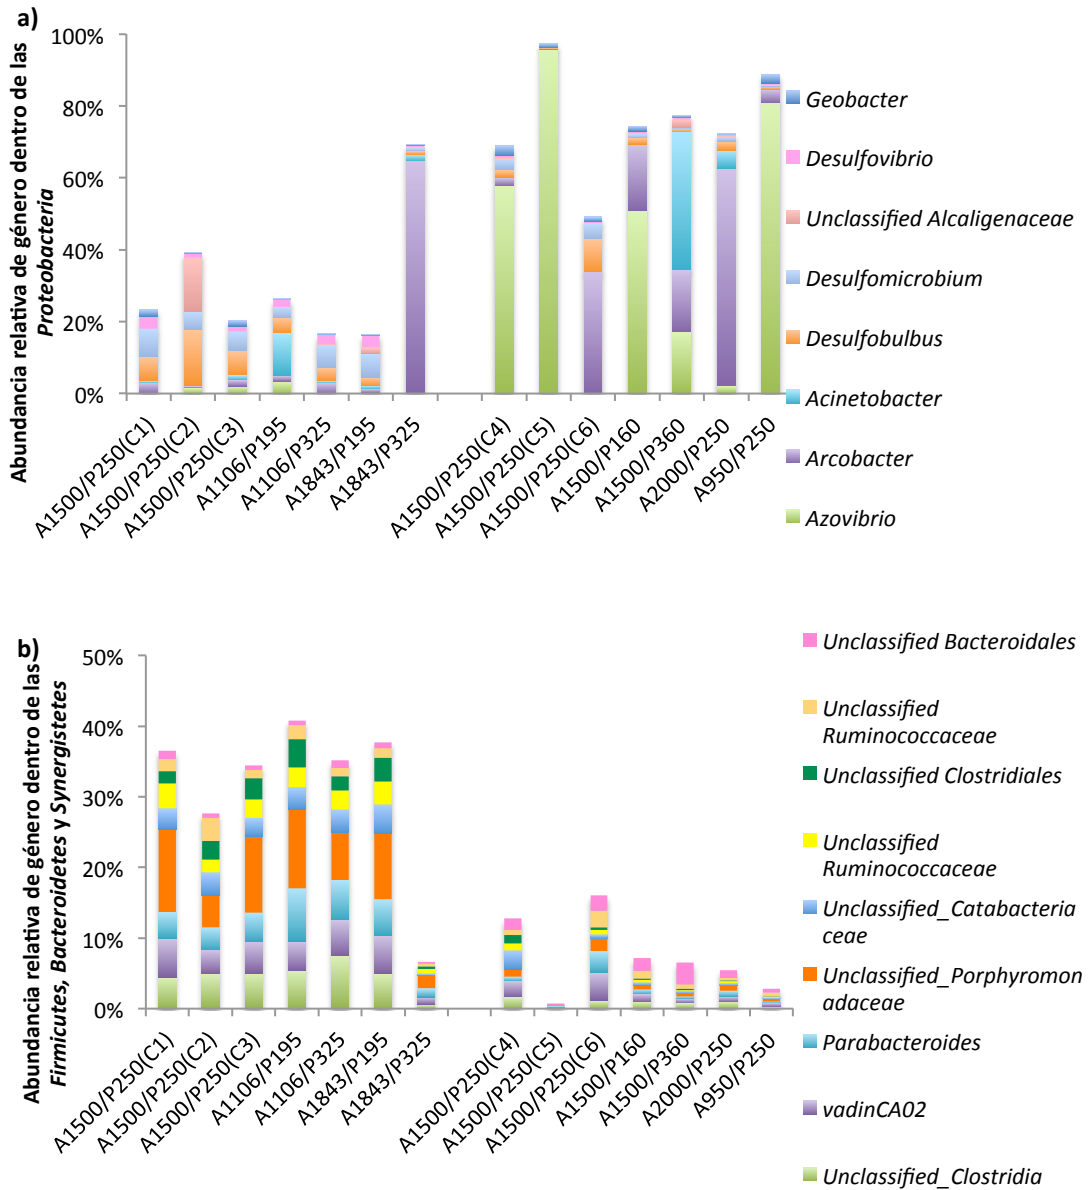 a)
Abundancia relativa de género dentro de las
Proteobacteria
100%
80%
60%
40%
20%
0%
A1500/P250(C1)
A1500/P250(C2)
A1500/P250(C3)
A1106/P195
A1106/P325
A1843/P195
A1843/P325
A1500/P250(C4)
A1500/P250(C5)
A1500/P250(C6)
A1500/P160
A1500/P360
A2000/P250
A950/P250
Geobacter
Desulfovibrio
Unclassified Alcaligenaceae
Desulfomicrobium
Desulfobulbus
Acinetobacter
Arcobacter
Azovibrio
b)
Abundancia relativa de género dentro de las
Firmicutes, Bacteroidetes y Synergistetes
50%
40%
30%
20%
10%
0%
A1500/P250(C1)
A1500/P250(C2)
A1500/P250(C3)
A1106/P195
A1106/P325
A1843/P195
A1843/P325
A1500/P250(C4)
A1500/P250(C5)
A1500/P250(C6)
A1500/P160
A1500/P360
A2000/P250
A950/P250
Unclassified Bacteroidales
Unclassified
Ruminococcaceae
Unclassified Clostridiales
Unclassified
Ruminococcaceae
Unclassified_Catabacteria
ceae
Unclassified_Porphyromon
adaceae
Parabacteroides
vadinCA02
Unclassified_Clostridia